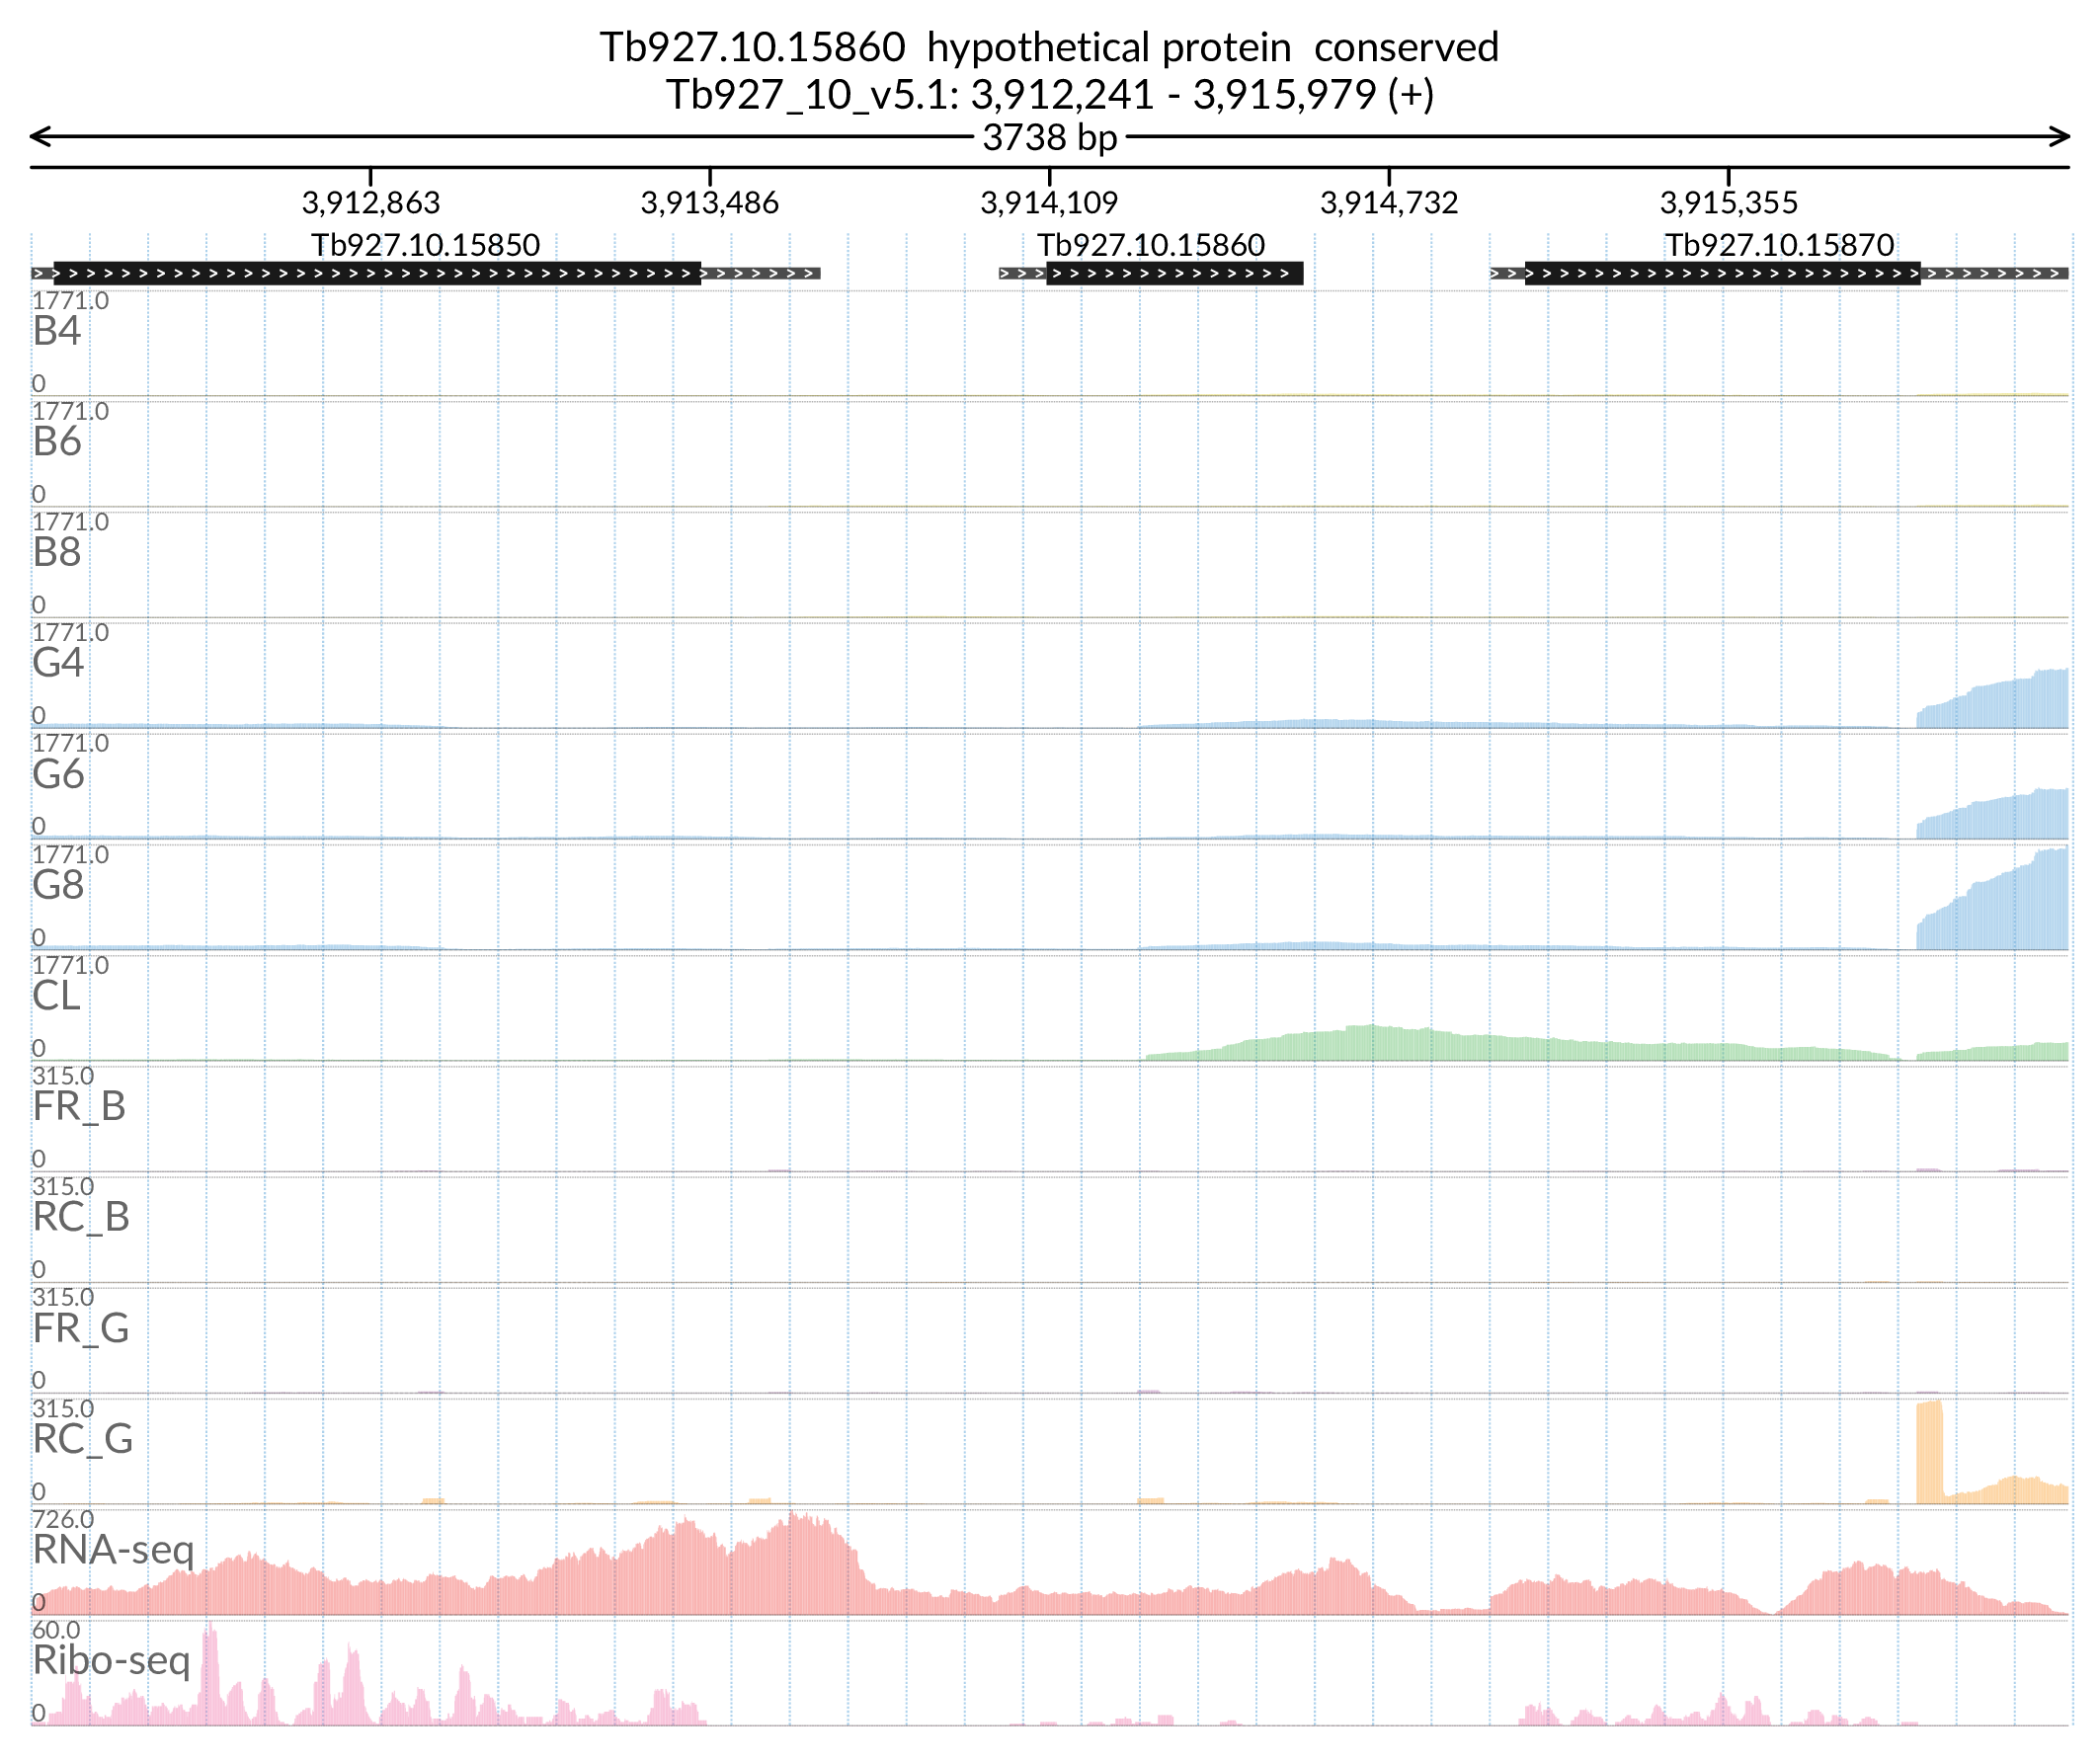 Tb927.10.15860  hypothetical protein  conserved
Tb927_10_v5.1: 3,912,241 - 3,915,979 (+)
3738 bp
3,912,863 3,913,486 3,914,109 3,914,732 3,915,355
Tb927.10.15850 Tb927.10.15860 Tb927.10.15870
1771.0
B4
0
1771.0
B6
0
1771.0
B8
0
1771.0
G4
0
1771.0
G6
0
1771.0
G8
0
1771.0
CL
0
315.0
FR_B
0
315.0
RC_B
0
315.0
FR_G
0
315.0
RC_G
0
726.0
RNA-seq
0
60.0
Ribo-seq
0